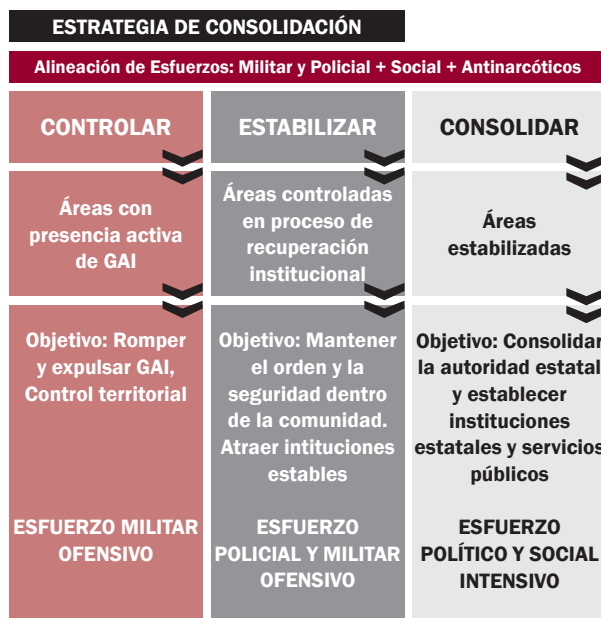 ESTRATEGIA DE CONSOLIDACIÓN
Alineación de Esfuerzos: Militar y Policial + Social + Antinarcóticos
CONTROLAR
Áreas con
presencia activa
de GAI
Objetivo: Romper
y expulsar GAI,
Control territorial
ESFUERZO MILITAR
OFENSIVO
ESTABILIZAR
Áreas controladas
en proceso de
recuperación
institucional
Objetivo: Mantener
el orden y la
seguridad dentro
de la comunidad.
Atraer intituciones
estables
ESFUERZO
POLICIAL Y MILITAR
OFENSIVO
CONSOLIDAR
Áreas
estabilizadas
Objetivo: Consolidar
la autoridad estatal
y establecer
instituciones
estatales y servicios
públicos
ESFUERZO
POLÍTICO Y SOCIAL
INTENSIVO